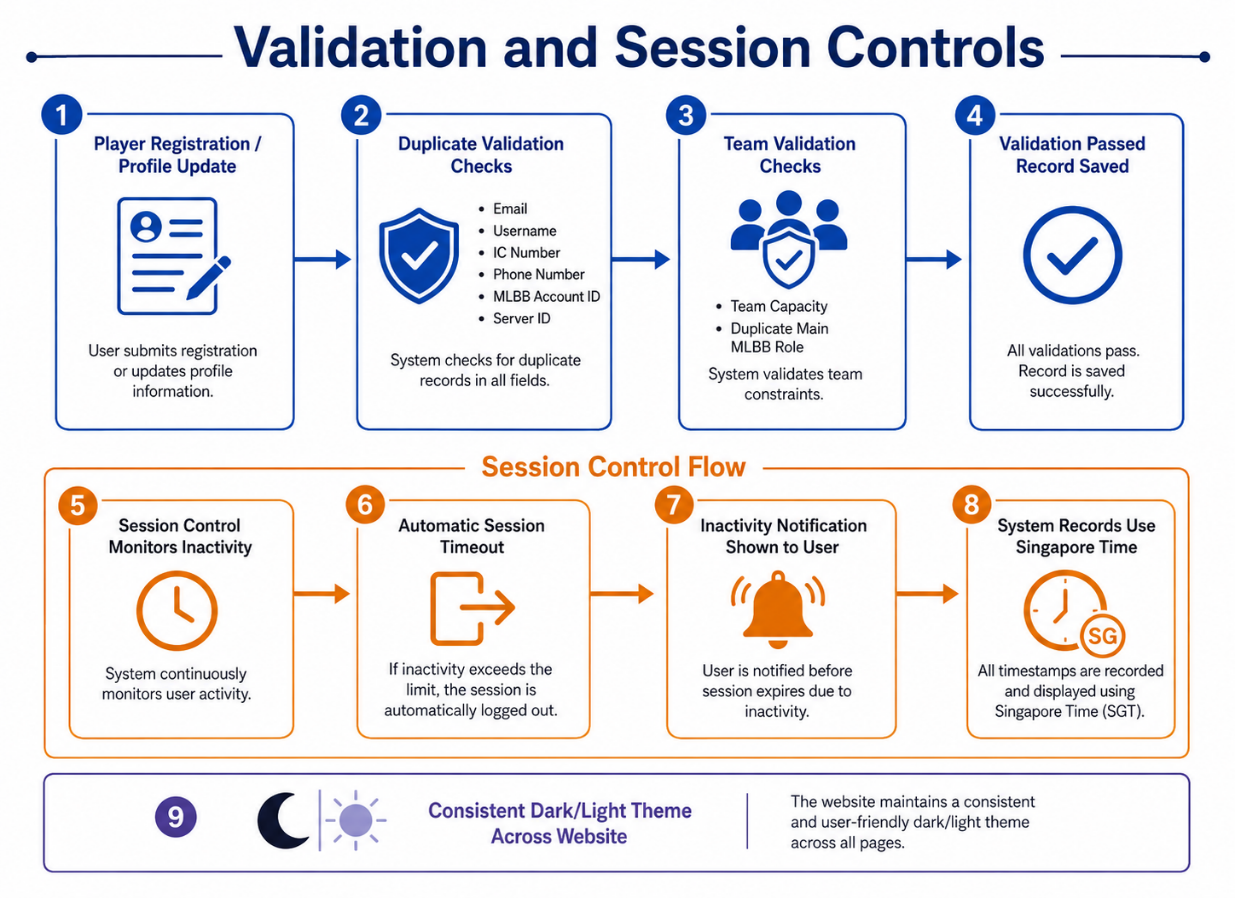 Validation and Session Controls
1
Player Registration /
Profile Update
User submits registration
or updates profile
information.
2
Duplicate Validation
Checks
• Email
• Username
• IC Number
• Phone Number
• MLBB Account ID
• Server ID
System checks for duplicate
records in all fields.
3
Team Validation
Checks
• Team Capacity
• Duplicate Main
MLBB Role
System validates team
constraints.
4
Validation Passed
Record Saved
All validations pass.
Record is saved
successfully.
Session Control Flow
5
Session Control
Monitors Inactivity
System continuously
monitors user activity.
6
Automatic Session
Timeout
If inactivity exceeds the
limit, the session is
automatically logged out.
7
Inactivity Notification
Shown to User
User is notified before
session expires due to
inactivity.
8
System Records Use
Singapore Time
SG
All timestamps are recorded
and displayed using
Singapore Time (SGT).
9
Consistent Dark/Light Theme
Across Website
The website maintains a consistent
and user-friendly dark/light theme
across all pages.